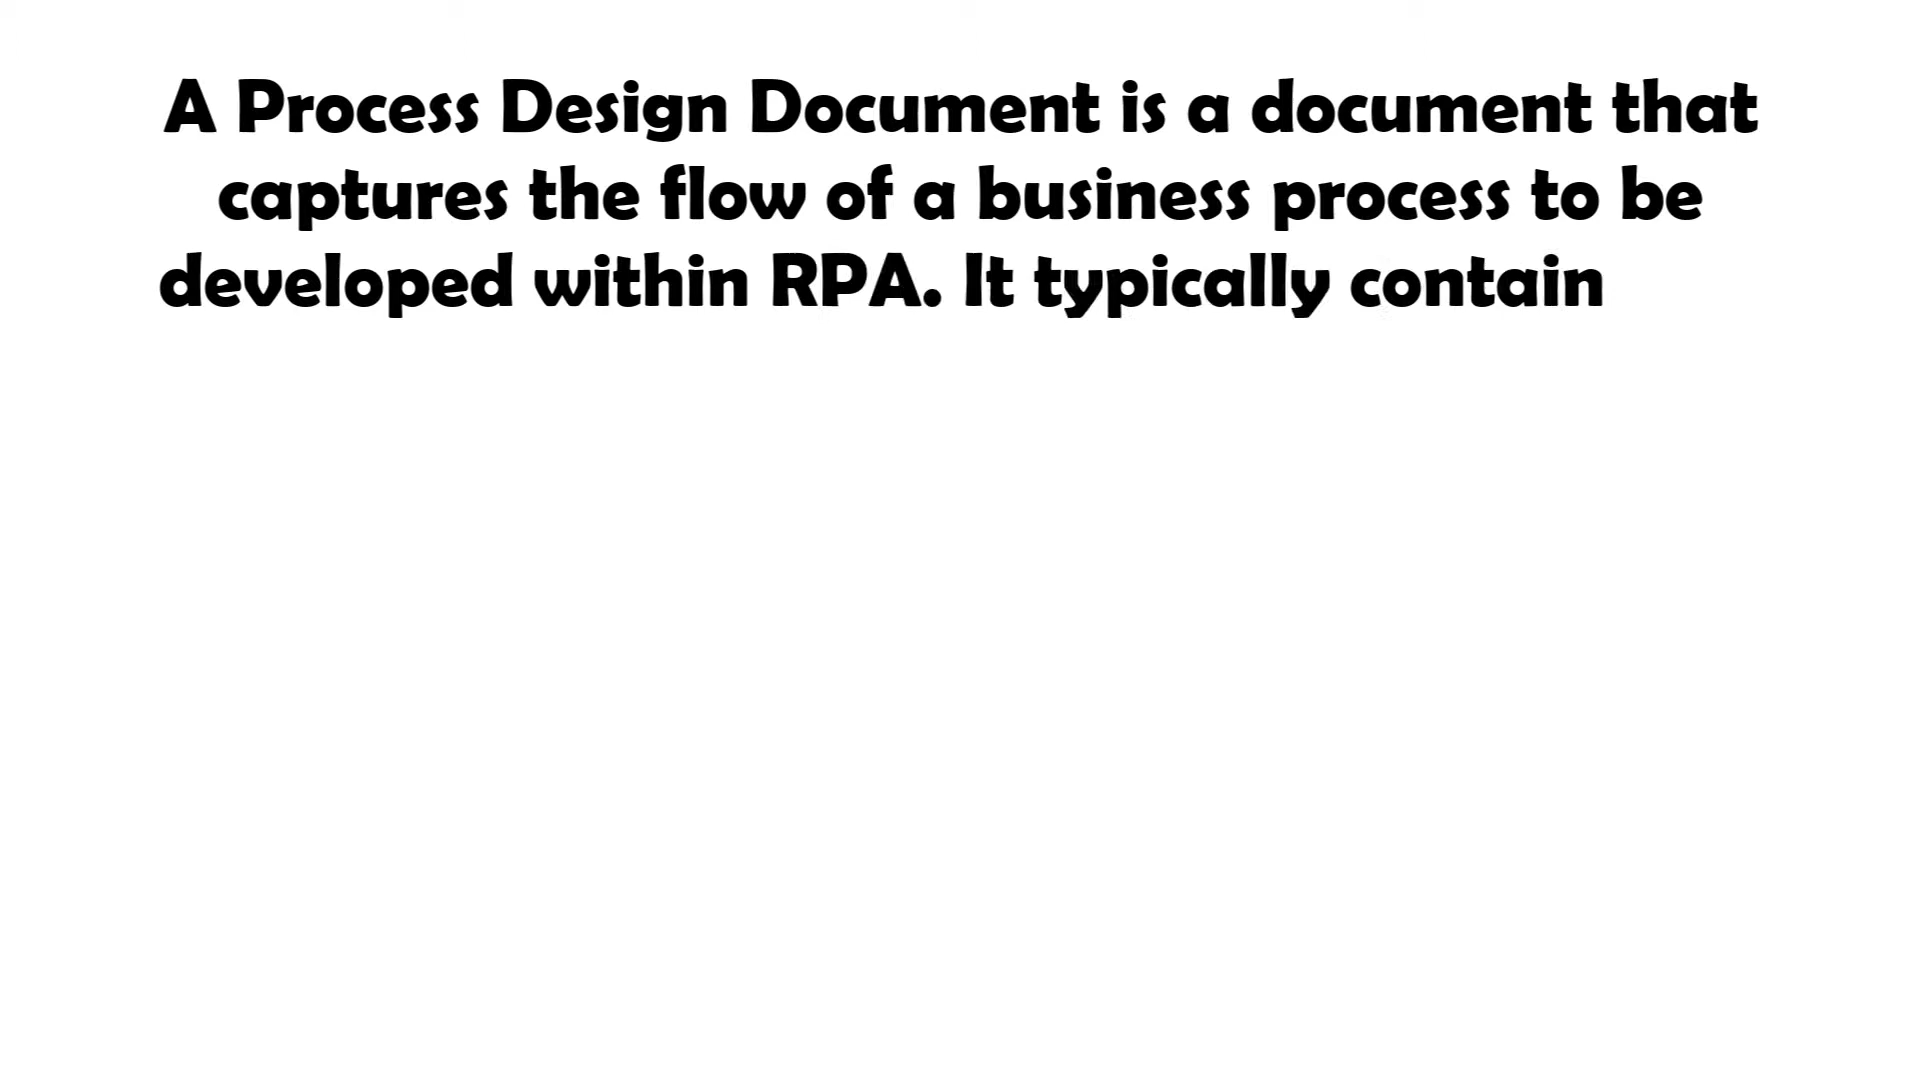 A Process Design Document is a document that
captures the flow of a business process to be
developed within RPA. It typically contain